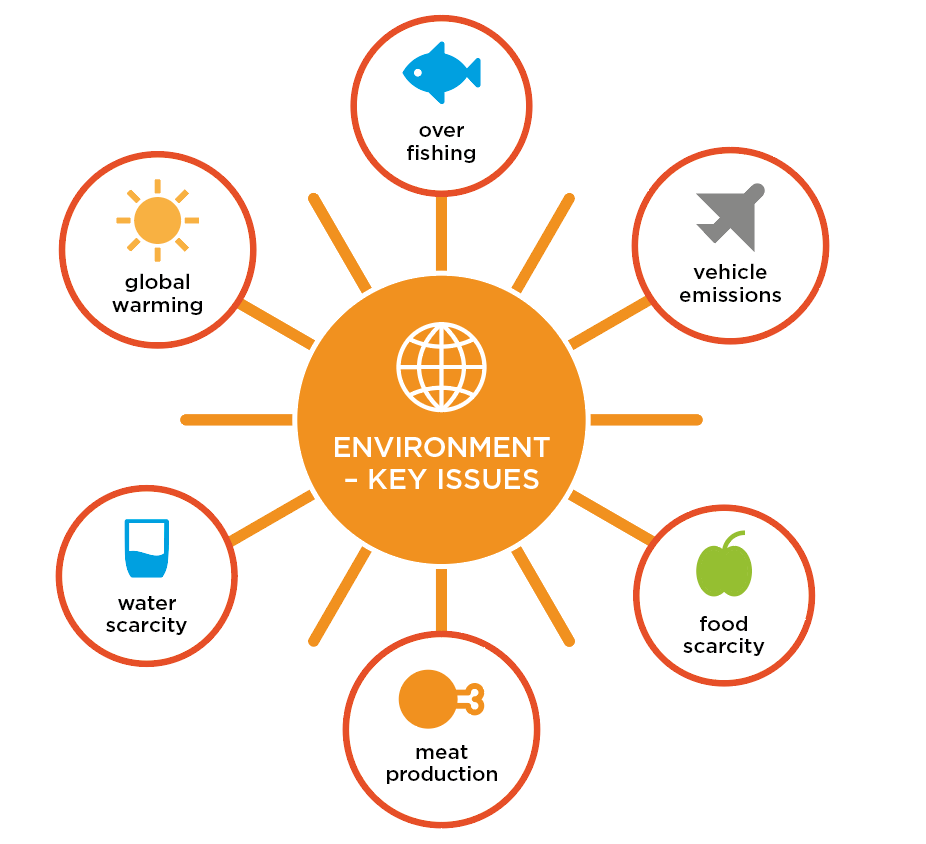 over
fishing
global
warming
vehicle
emissions
ENVIRONMENT
– KEY ISSUES
water
scarcity
food
scarcity
meat
production